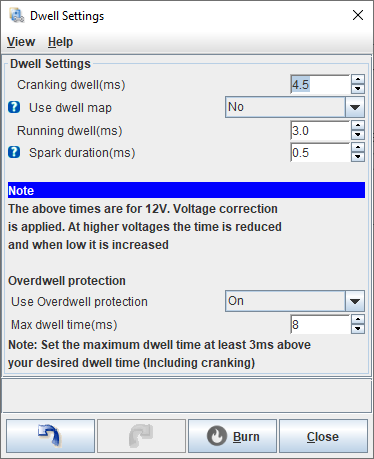 Dwell Settings
View Help
Dwell Settings
Cranking dwell(ms) 4.5
Use dwell map No
Running dwell(ms) 3.0
Spark duration(ms) 0.5
Note
The above times are for 12V. Voltage correction
is applied. At higher voltages the time is reduced
and when low it is increased
Overdwell protection
Use Overdwell protection On
Max dwell time(ms) 8
Note: Set the maximum dwell time at least 3ms above
your desired dwell time (Including cranking)
Burn Close